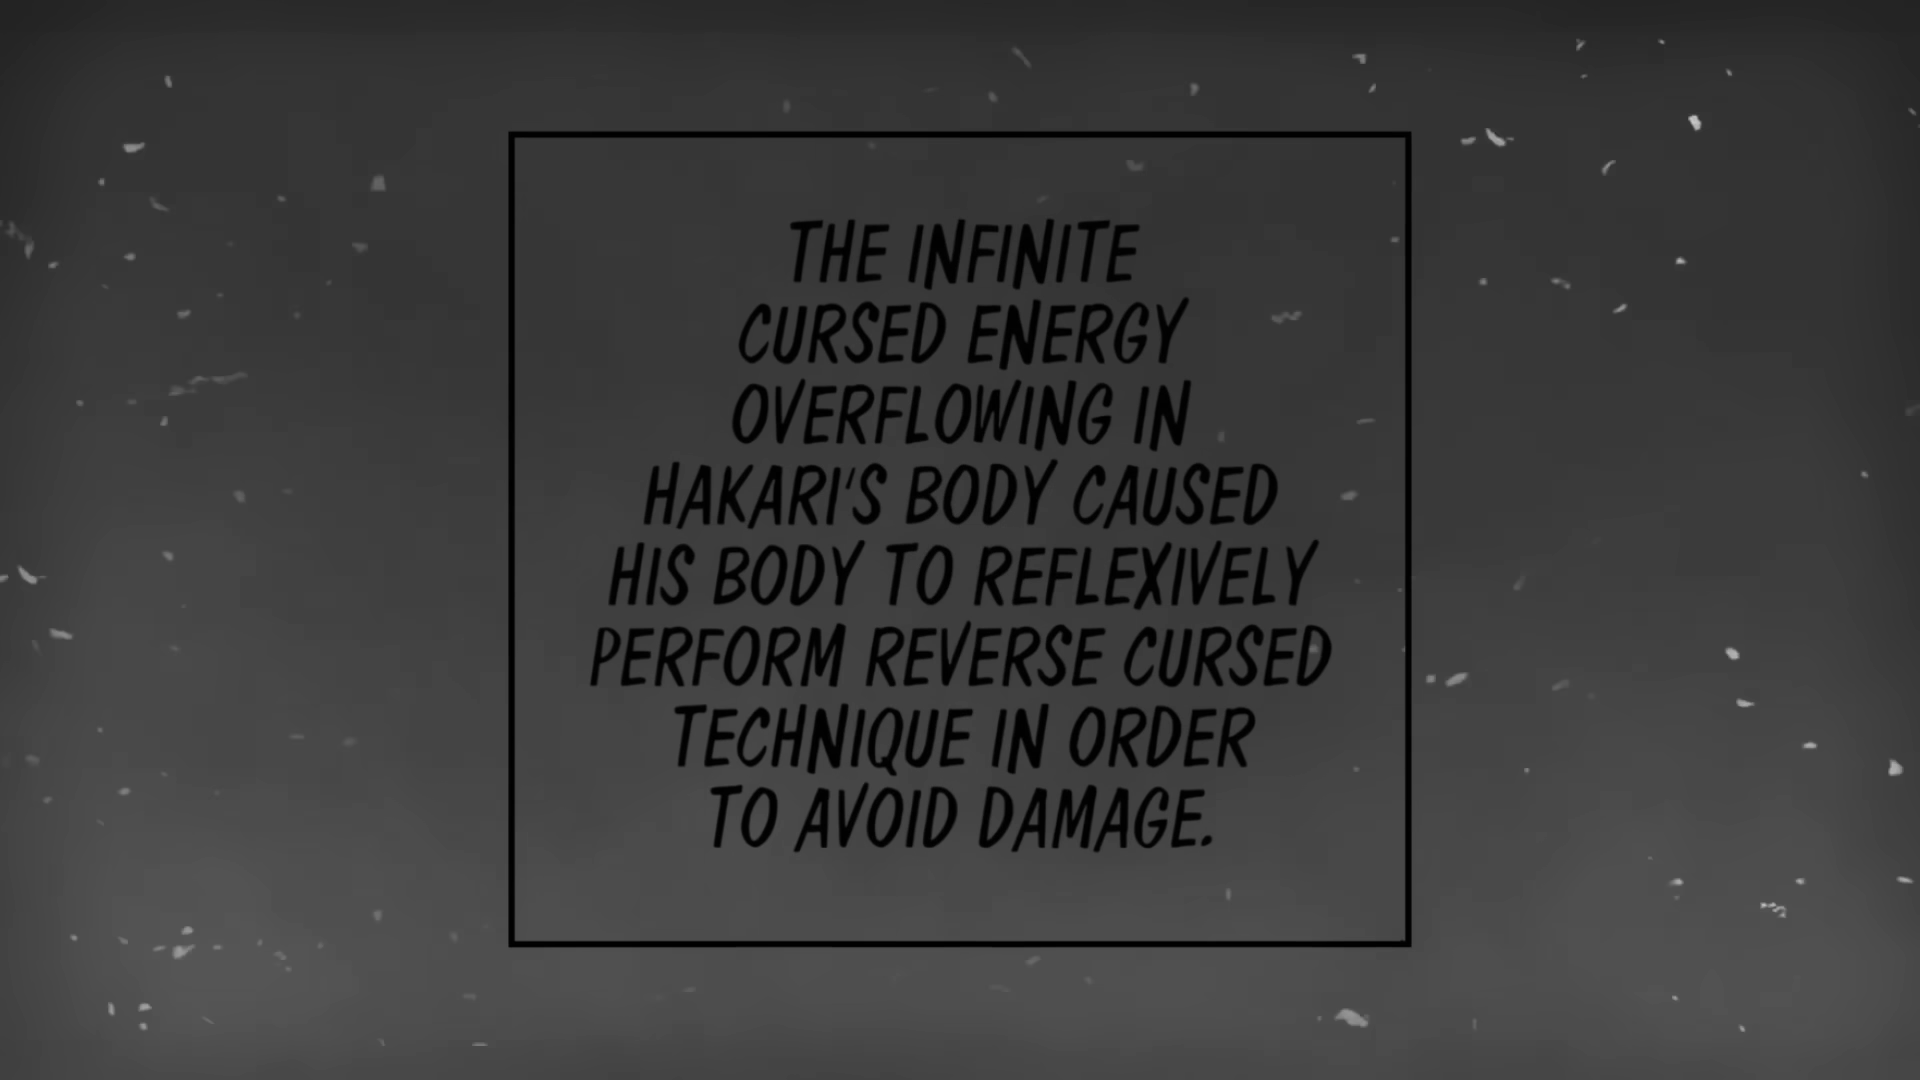 THE INFINITE
CURSED ENERGY
OVERFLOWING IN
HAKARI'S BODY CAUSED
HIS BODY TO REFLEXIVELY
PERFORM REVERSE CURSED
TECHNIQUE IN ORDER
TO AVOID DAMAGE.